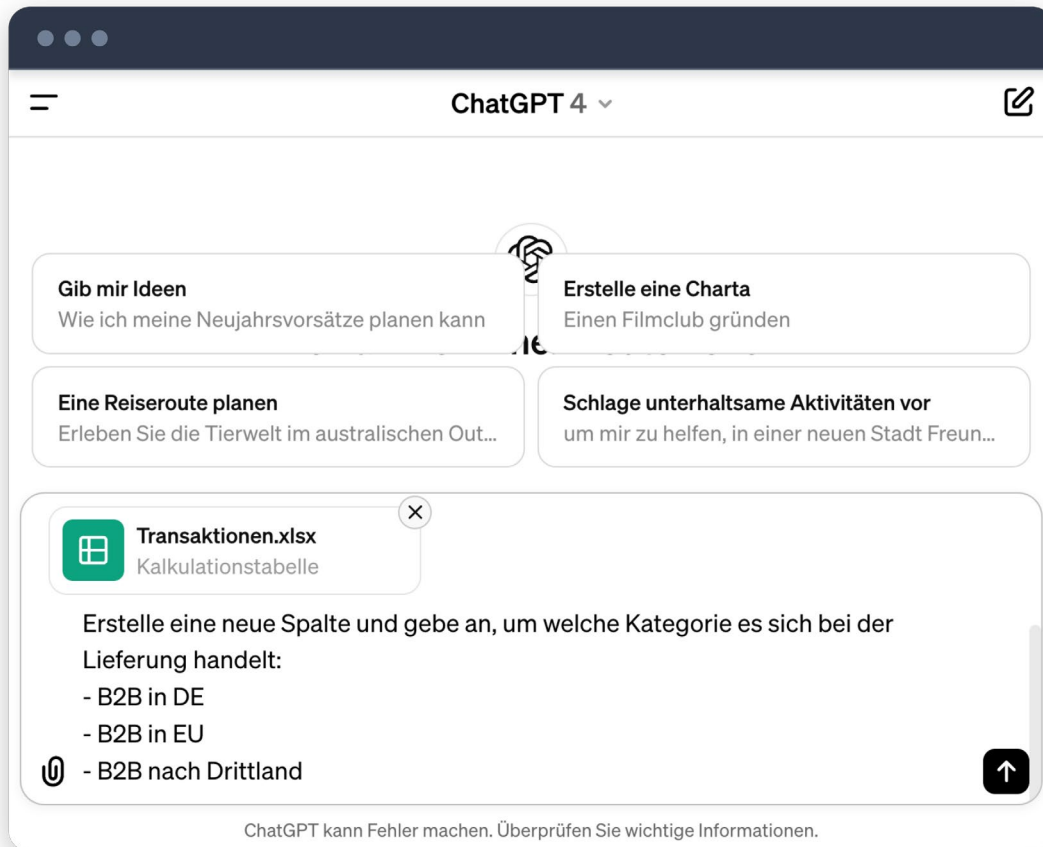 ChatGPT 4
Gib mir Ideen
Wie ich meine Neujahrsvorsätze planen kann
Erstelle eine Charta
Einen Filmclub gründen
Eine Reiseroute planen
Erleben Sie die Tierwelt im australischen Out...
Schlage unterhaltsame Aktivitäten vor
um mir zu helfen, in einer neuen Stadt Freun...
Transaktionen.xlsx
Kalkulationstabelle
Erstelle eine neue Spalte und gebe an, um welche Kategorie es sich bei der
Lieferung handelt:
- B2B in DE
- B2B in EU
- B2B nach Drittland
ChatGPT kann Fehler machen. Überprüfen Sie wichtige Informationen.